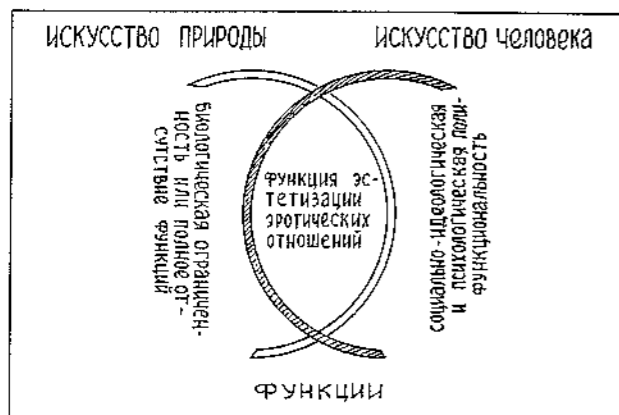 ИСКУССТВО ПРИРОДЫ
ИСКУССТВО ЧЕЛОВЕКА
БИОЛОГИЧЕСКАЯ ОГРАНИЧЕН-
НОСТЬ ИЛИ ПОЛНОЕ ОТ-
СУТСТВИЕ ФУНКЦИЙ
ФУНКЦИЯ ЭС-
ТЕТИЗАЦИИ
ЭРОТИЧЕСКИХ
ОТНОШЕНИЙ
СОЦИАЛЬНО-ИДЕОЛОГИЧЕСКАЯ
И ПСИХОЛОГИЧЕСКАЯ ПОЛИ-
ФУНКЦИОНАЛЬНОСТЬ
ФУНКЦИИ